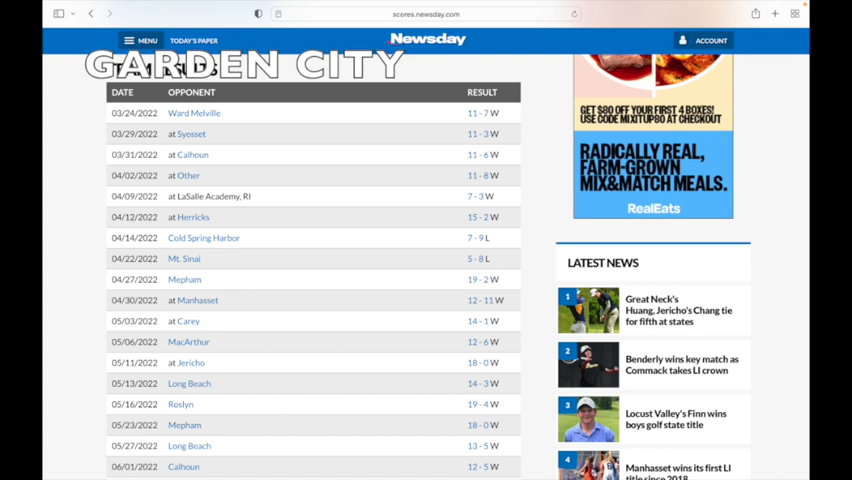 scores.newsday.com
MENU
TODAY'S PAPER
Newsday
ACCOUNT
GARDEN CITY
DATE OPPONENT RESULT
03/24/2022 Ward Melville 11 - 7 W
03/29/2022 at Syosset 11 - 3 W
03/31/2022 at Calhoun 11 - 6 W
04/02/2022 at Other 11 - 8 W
04/09/2022 at LaSalle Academy, RI 7 - 3 W
04/12/2022 at Herricks 15 - 2 W
04/14/2022 Cold Spring Harbor 7 - 9 L
04/22/2022 Mt. Sinai 5 - 8 L
04/27/2022 Mepham 19 - 2 W
04/30/2022 at Manhasset 12 - 11 W
05/03/2022 at Carey 14 - 1 W
05/06/2022 MacArthur 12 - 6 W
05/11/2022 at Jericho 18 - 0 W
05/13/2022 Long Beach 14 - 3 W
05/16/2022 Roslyn 19 - 4 W
05/23/2022 Mepham 18 - 0 W
05/27/2022 Long Beach 13 - 5 W
06/01/2022 Calhoun 12 - 5 W
GET $80 OFF YOUR FIRST 4 BOXES!
USE CODE MIXITUP80 AT CHECKOUT
RADICALLY REAL,
FARM-GROWN
MIX&MATCH MEALS.
RealEats
LATEST NEWS
1
Great Neck's
Huang, Jericho's Chang tie
for fifth at states
2
Benderly wins key match as
Commack takes LI crown
3
Locust Valley's Finn wins
boys golf state title
4
Manhasset wins its first LI
title since 2018